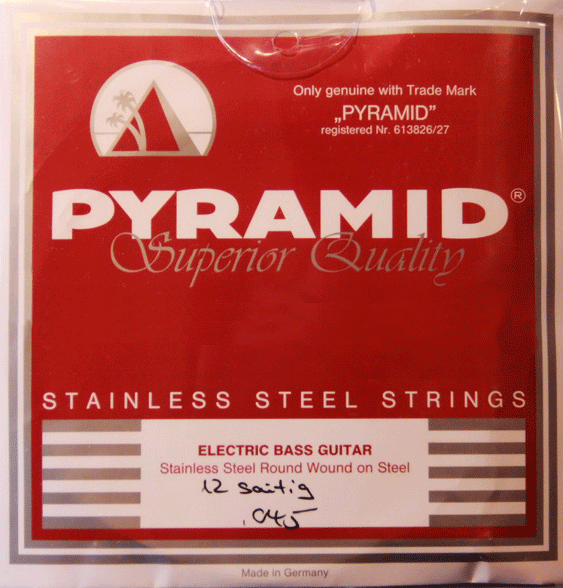 Only genuine with Trade Mark
„PYRAMID”
registered Nr. 613826/27
PYRAMID®
Superior Quality
STAINLESS STEEL STRINGS
ELECTRIC BASS GUITAR
Stainless Steel Round Wound on Steel
12 saitig
.045
Made in Germany